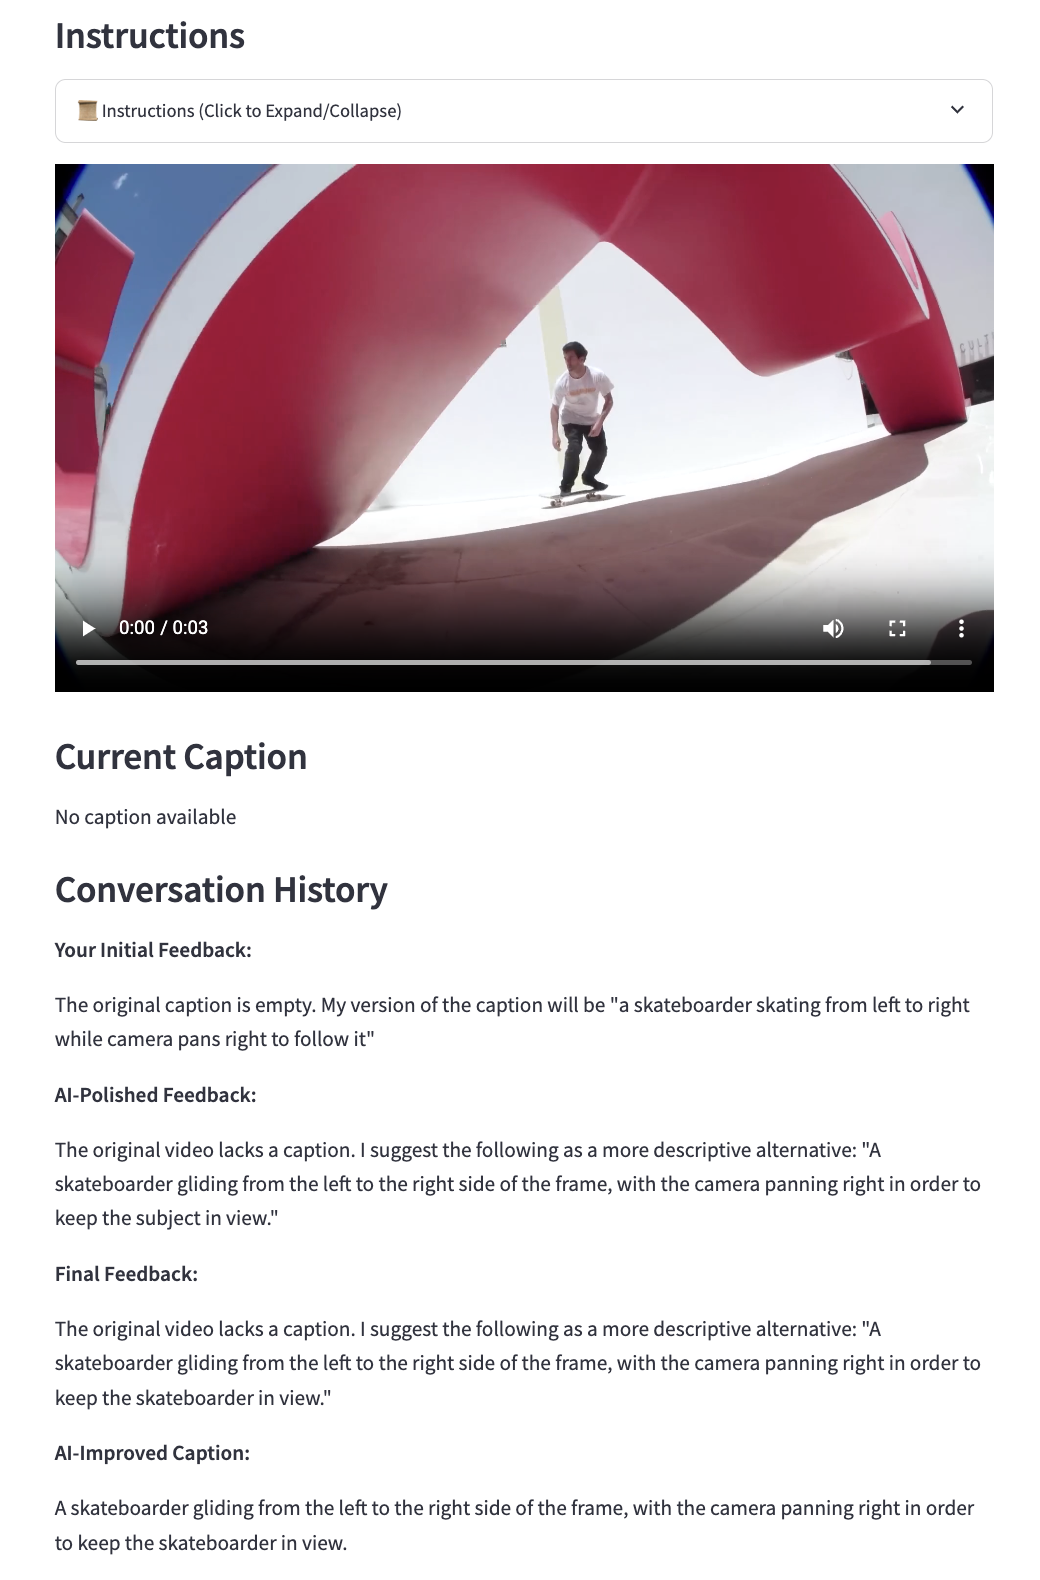 Instructions
Instructions (Click to Expand/Collapse)
CULT
0:00 / 0:03
Current Caption
No caption available
Conversation History
Your Initial Feedback:
The original caption is empty. My version of the caption will be "a skateboarder skating from left to right
while camera pans right to follow it"
AI-Polished Feedback:
The original video lacks a caption. I suggest the following as a more descriptive alternative: "A
skateboarder gliding from the left to the right side of the frame, with the camera panning right in order to
keep the subject in view."
Final Feedback:
The original video lacks a caption. I suggest the following as a more descriptive alternative: "A
skateboarder gliding from the left to the right side of the frame, with the camera panning right in order to
keep the skateboarder in view."
AI-Improved Caption:
A skateboarder gliding from the left to the right side of the frame, with the camera panning right in order
to keep the skateboarder in view.